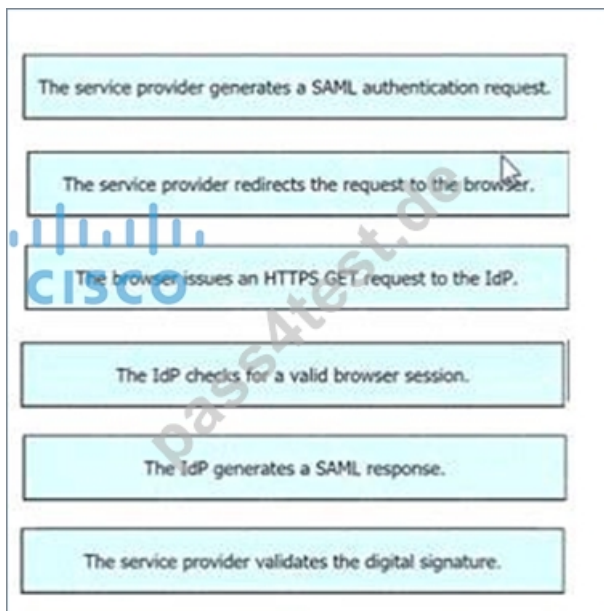 The service provider generates a SAML authentication request.
The service provider redirects the request to the browser.
The browser issues an HTTPS GET request to the IdP.
CISCO
The IdP checks for a valid browser session.
pass4test.de
The IdP generates a SAML response.
The service provider validates the digital signature.